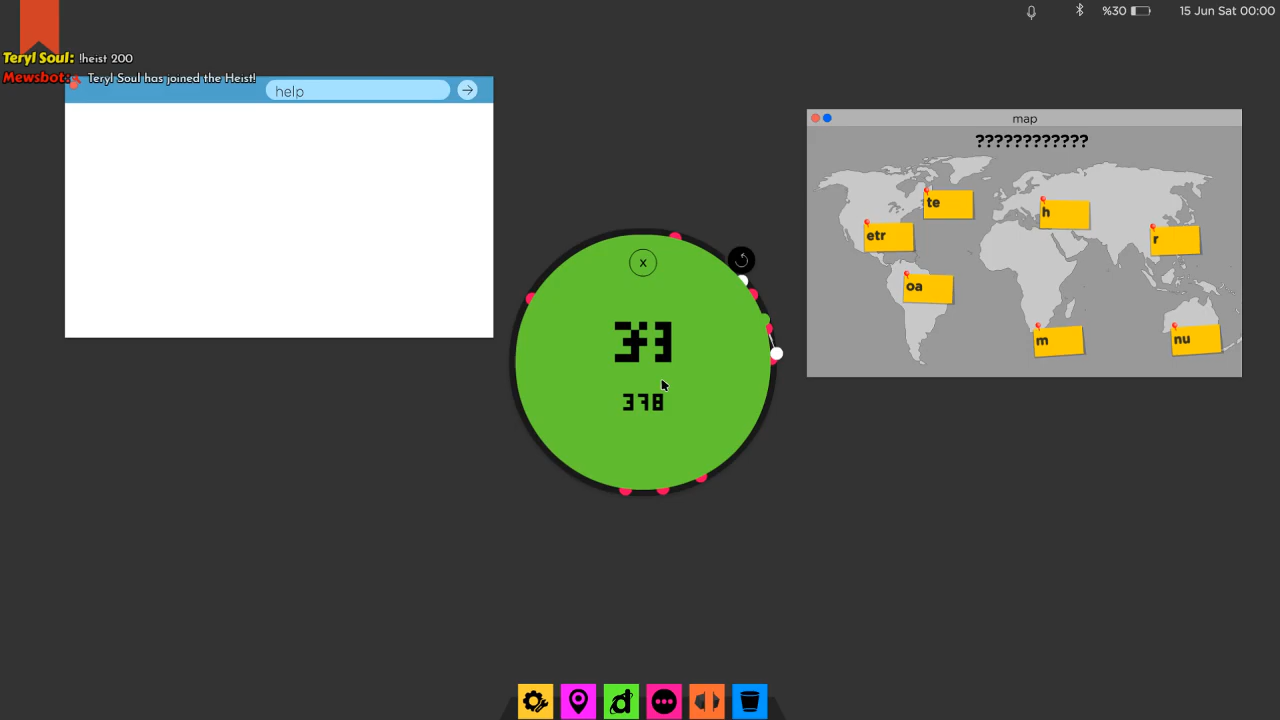 %30 15 Jun Sat 00:00
Teryl Soul: !heist 200
Mewsbot: Teryl Soul has joined the Heist!
help
map
????????????
te
h
etr
r
oa
m
nu
x
33
378
d